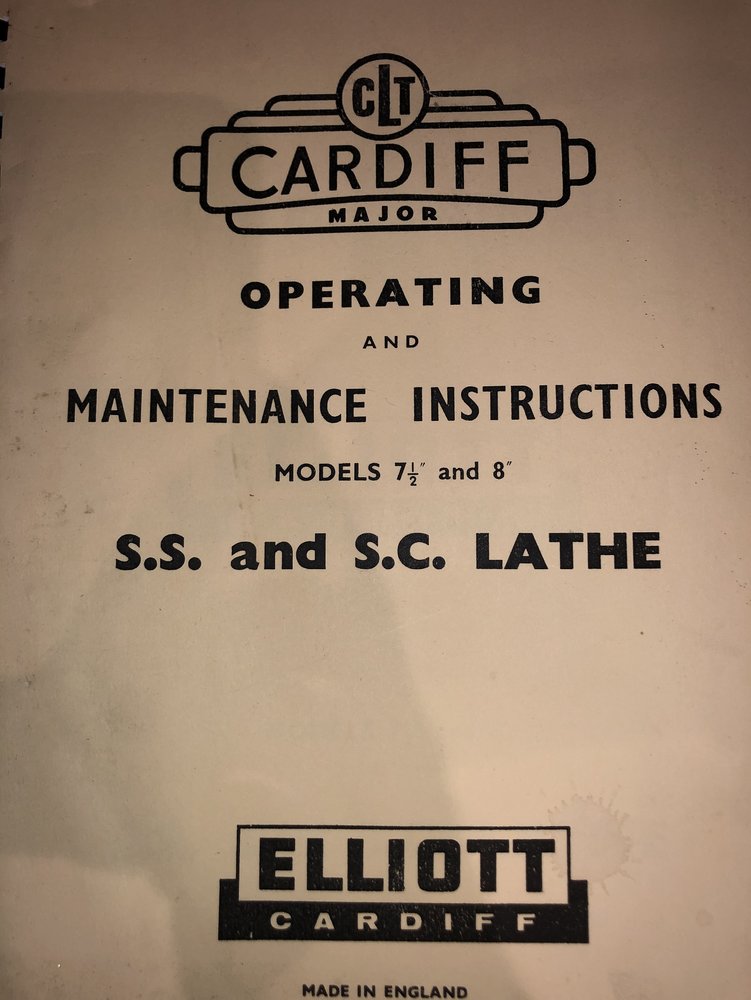 CLT
CARDIFF
MAJOR
OPERATING
AND
MAINTENANCE INSTRUCTIONS
MODELS 7½″ and 8″
S.S. and S.C. LATHE
ELLIOTT
CARDIFF
MADE IN ENGLAND